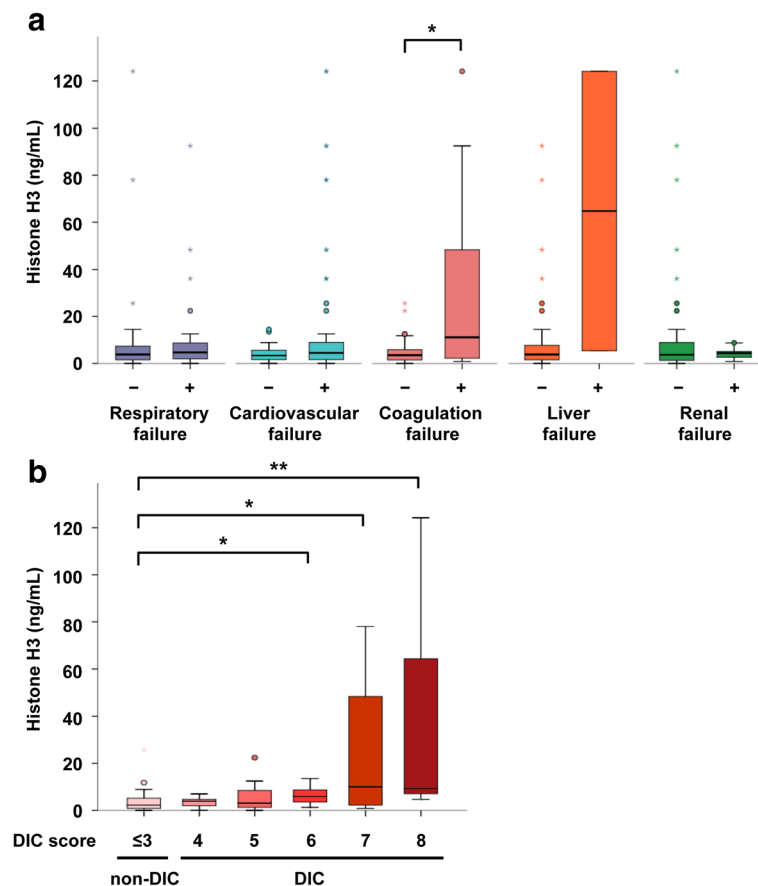 a
*
Histone H3 (ng/mL)
120
100
80
60
40
20
0
− + − + − + − + − +
Respiratory failure
Cardiovascular failure
Coagulation failure
Liver failure
Renal failure
b
**
*
*
Histone H3 (ng/mL)
120
100
80
60
40
20
0
DIC score ≤3 4 5 6 7 8
non-DIC DIC